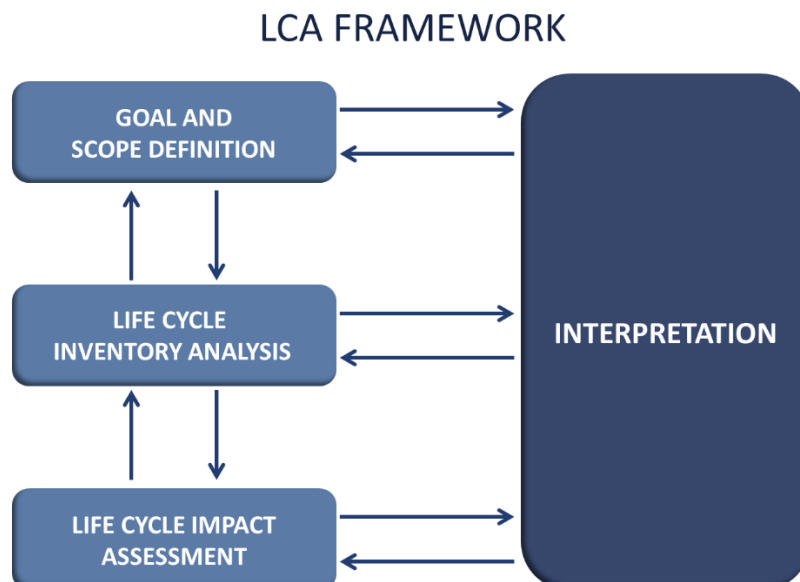 LCA FRAMEWORK
GOAL AND
SCOPE DEFINITION
LIFE CYCLE
INVENTORY ANALYSIS
LIFE CYCLE IMPACT
ASSESSMENT
INTERPRETATION